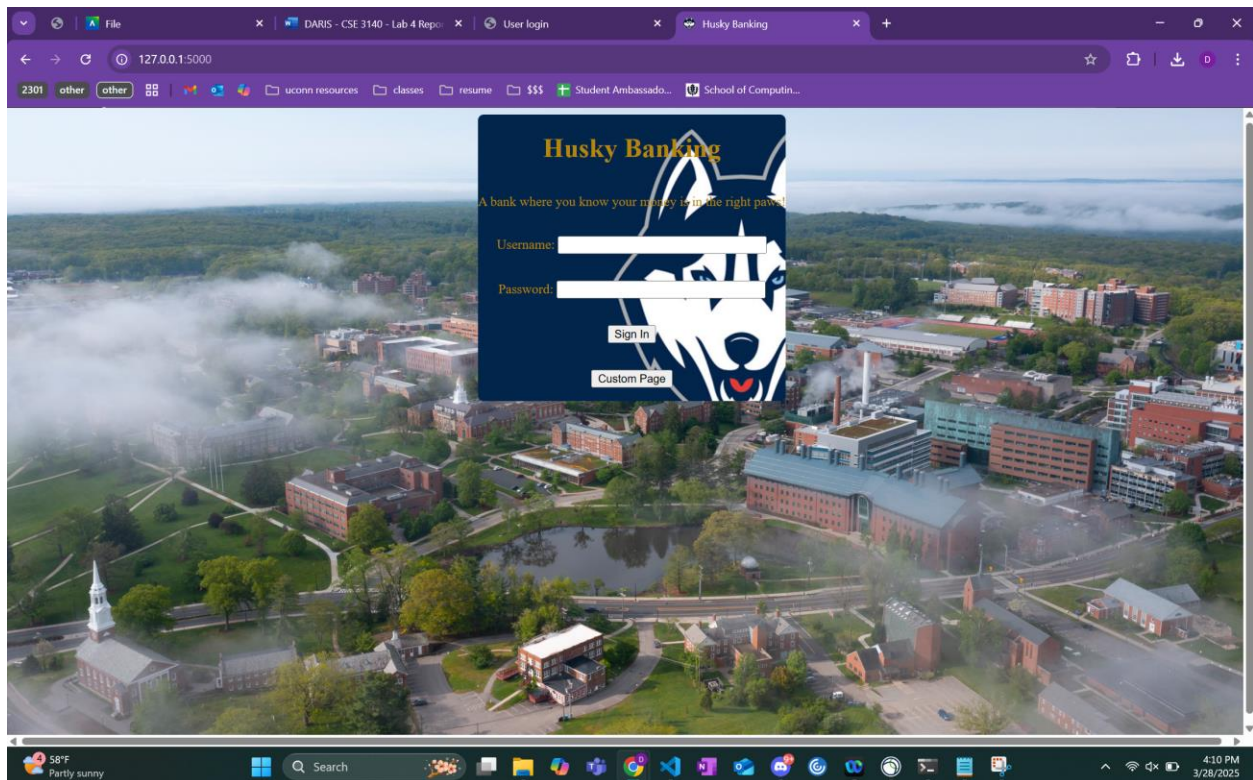 File
DARIS - CSE 3140 - Lab 4 Repor
User login
Husky Banking
127.0.0.1:5000
2301
other
other
uconn resources
classes
resume
$$$
Student Ambassado...
School of Computin...
D
Husky Banking
A bank where you know your money is in the right paws!
Username:
Password:
Sign In
Custom Page
4
58°F
Partly sunny
Search
4:10 PM
3/28/2025